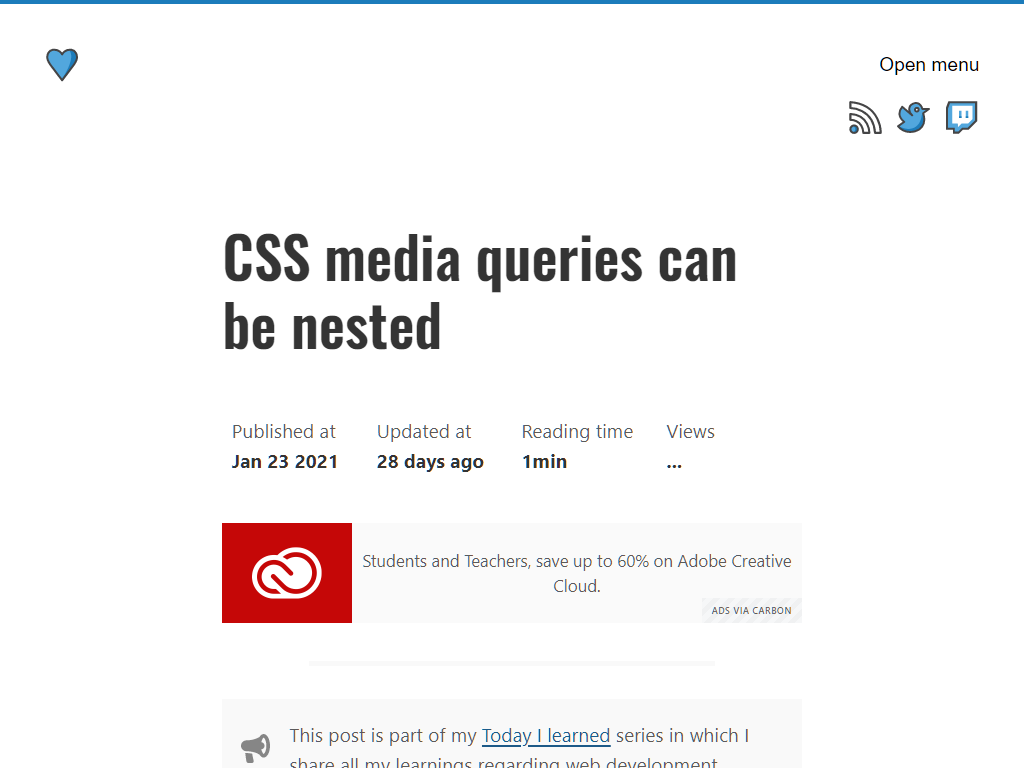 Open menu
CSS media queries can
be nested
Published at
Jan 23 2021
Updated at
28 days ago
Reading time
1min
Views
...
Students and Teachers, save up to 60% on Adobe Creative
Cloud.
ADS VIA CARBON
This post is part of my Today I learned series in which I
share all my learnings regarding web development.